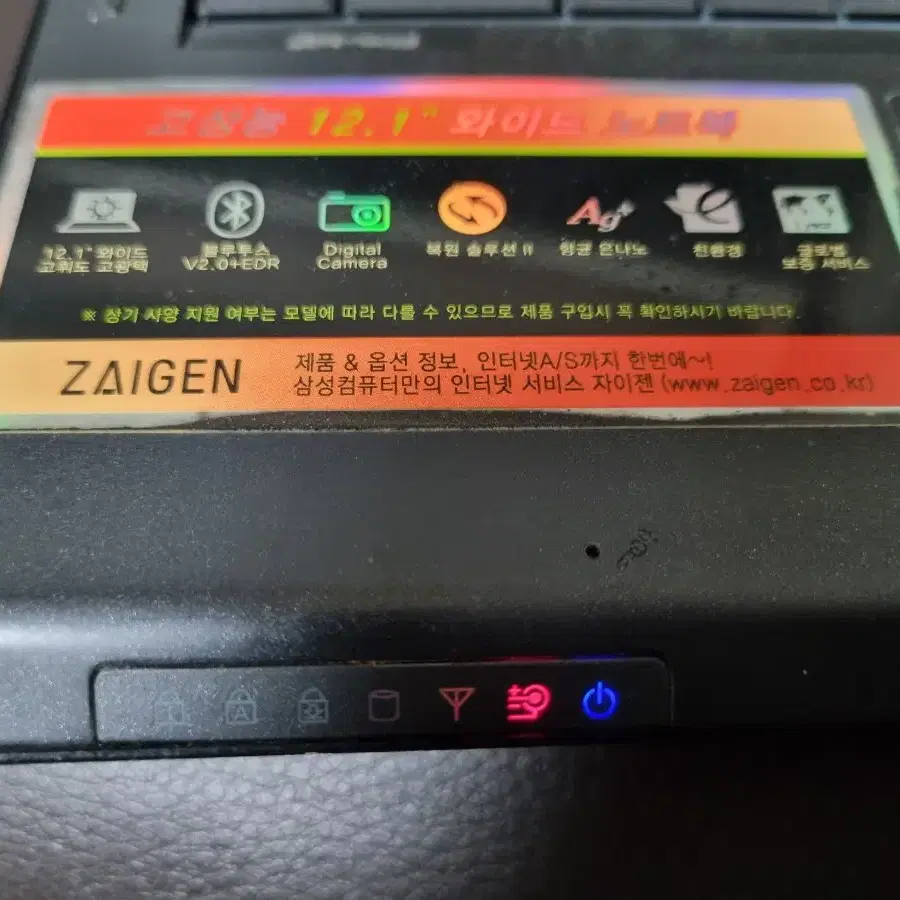 고성능 12.1" 와이드 노트북
12.1" 와이드
고휘도 고광택
블루투스
V2.0+EDR
Digital
Camera
복원 솔루션 II
Ag+
항균 은나노
친환경
글로벌
보증 서비스
※ 상기 사양 지원 여부는 모델에 따라 다를 수 있으므로 제품 구입시 꼭 확인하시기 바랍니다.
ZAIGEN
제품 & 옵션 정보, 인터넷A/S까지 한번에~!
삼성컴퓨터만의 인터넷 서비스 자이젠 (www.zaigen.co.kr)
A